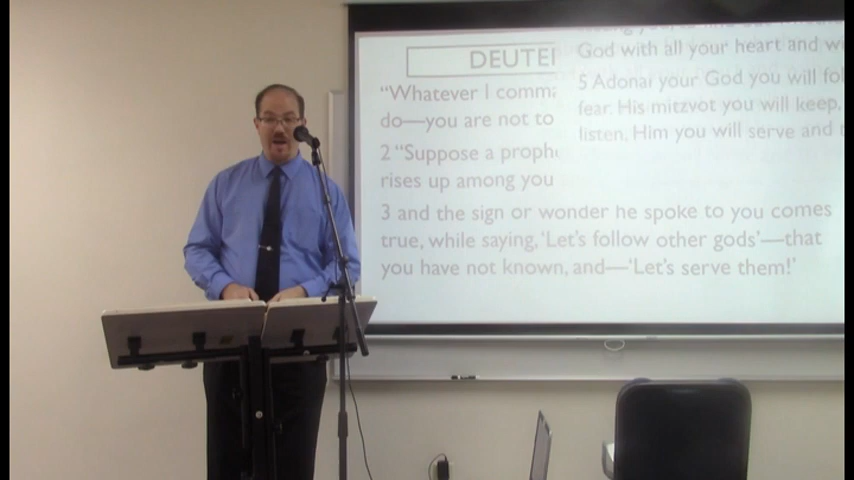 DEUTE
"Whatever I comma
do—you are not to
2 "Suppose a proph
rises up among you
3 and the sign or wonder he spoke to you comes
true, while saying, 'Let's follow other gods'—that
you have not known, and—'Let's serve them!'
God with all your heart and wi
5 Adonai your God you will fol
fear. His mitzvot you will keep,
listen. Him you will serve and